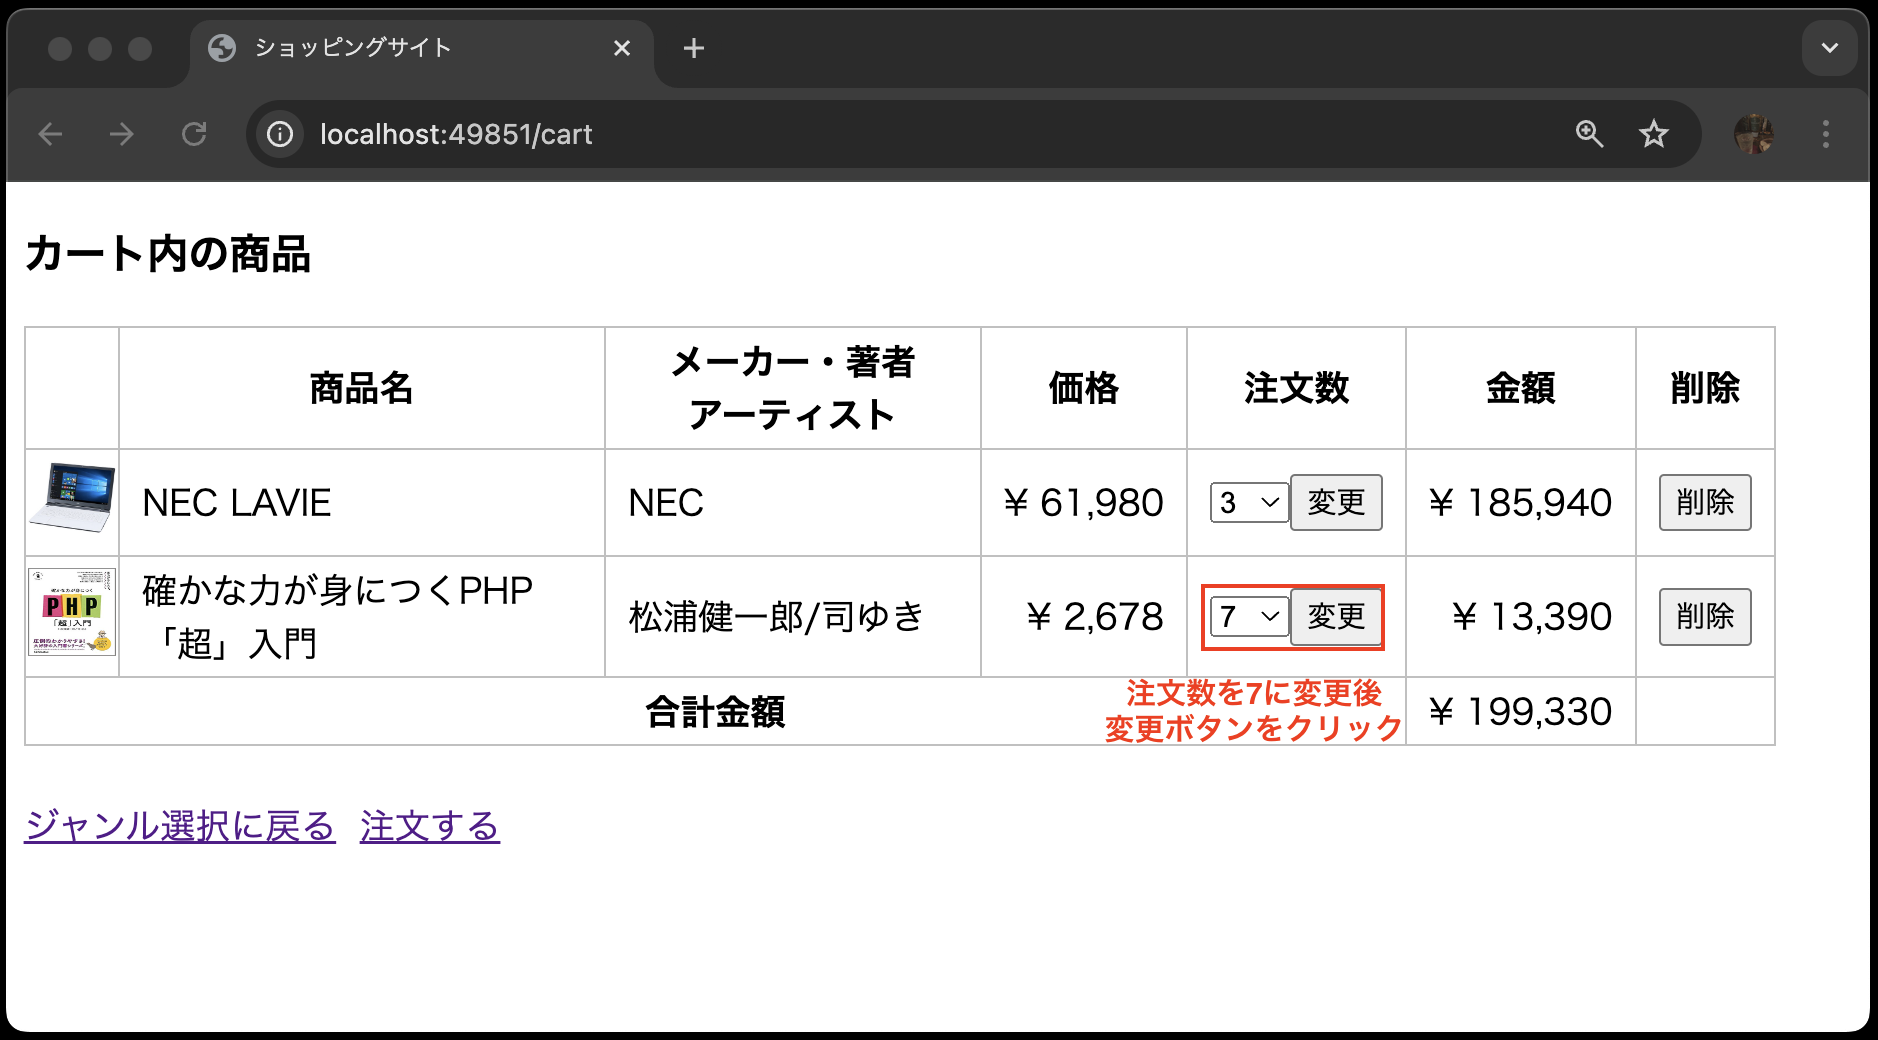 ショッピングサイト
localhost:49851/cart
カート内の商品
商品名
メーカー・著者
アーティスト
価格
注文数
金額
削除
NEC LAVIE
NEC
¥ 61,980
3
変更
¥ 185,940
削除
PHP
「超」入門
確かな力が身につくPHP
「超」入門
松浦健一郎/司ゆき
¥ 2,678
7
変更
¥ 13,390
削除
合計金額
注文数を7に変更後
変更ボタンをクリック
¥ 199,330
ジャンル選択に戻る
注文する